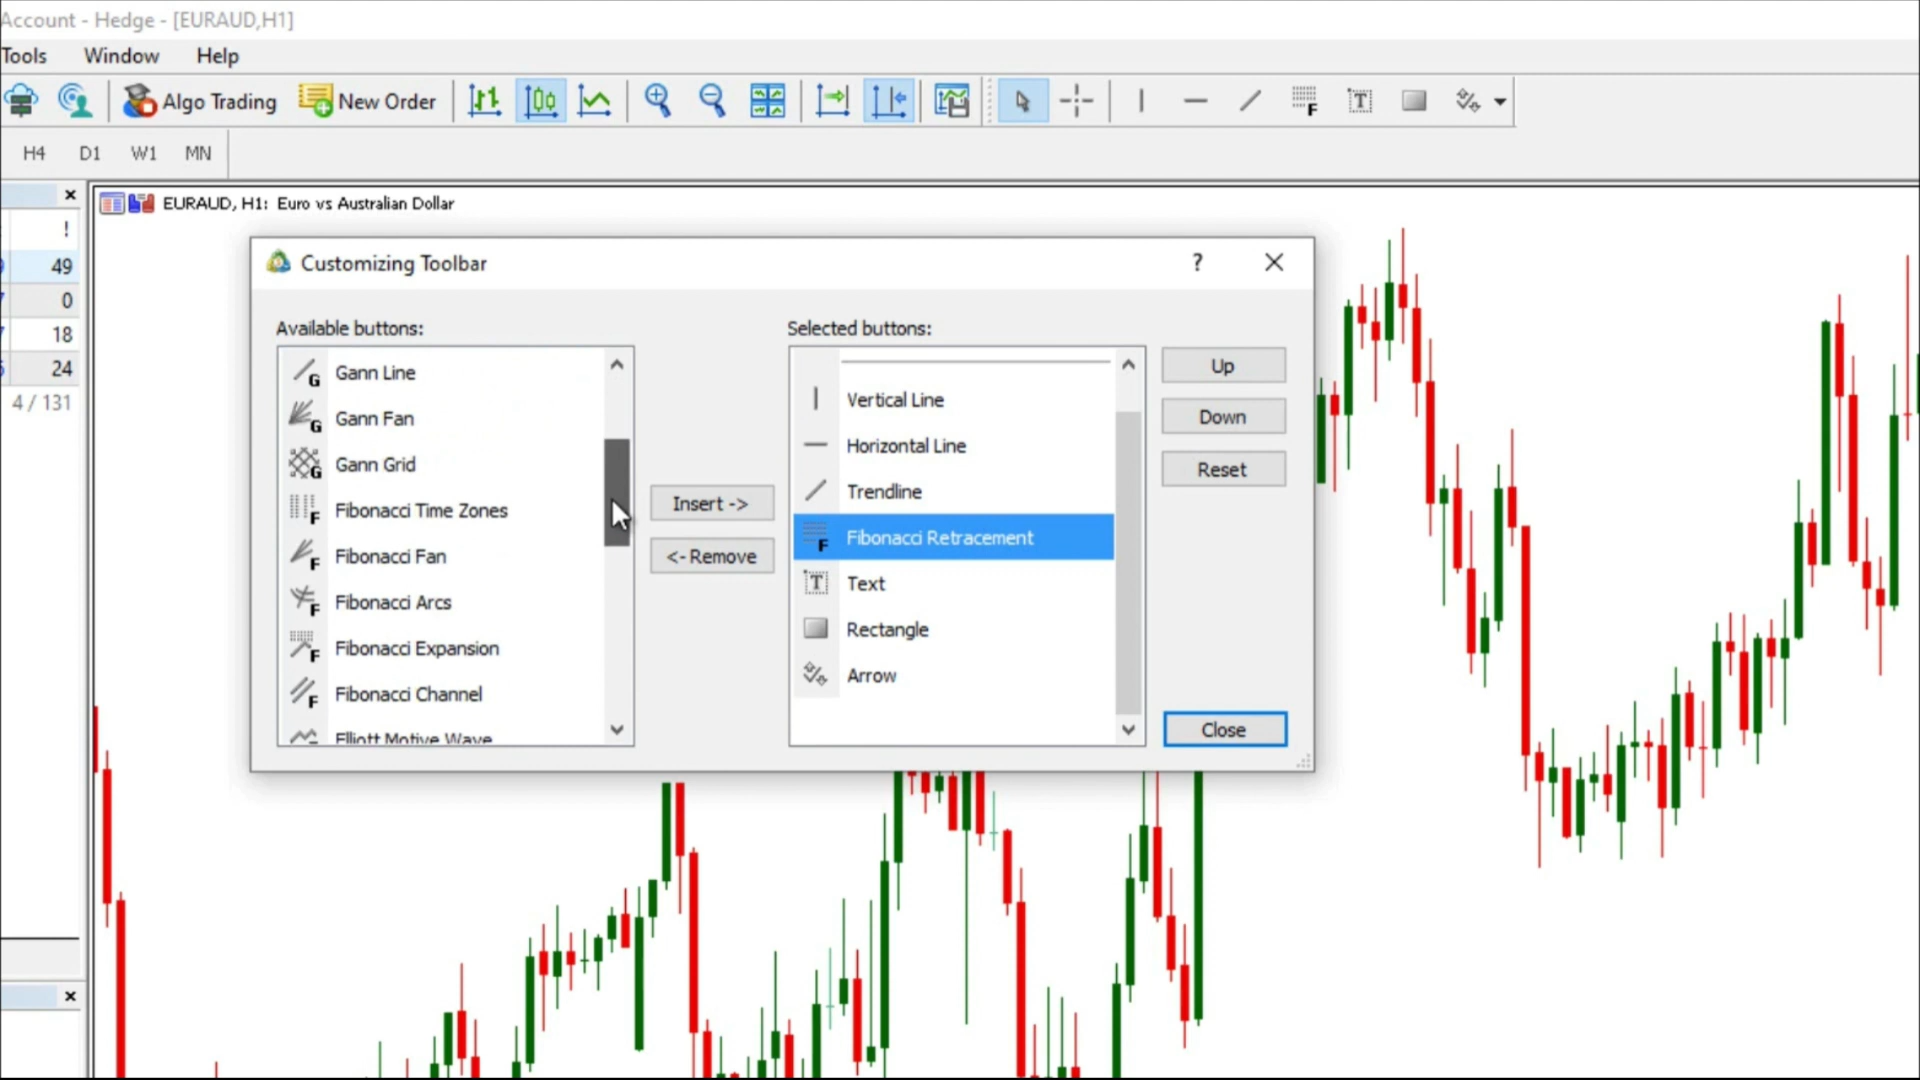 Account - Hedge - [EURAUD,H1]
Tools Window Help
Algo Trading New Order T F
H4 D1 W1 MN
EURAUD, H1: Euro vs Australian Dollar
!
49
0
18
24
4 / 131
Customizing Toolbar ?
Available buttons:
Gann Line
Gann Fan
Gann Grid
Fibonacci Time Zones
Fibonacci Fan
Fibonacci Arcs
Fibonacci Expansion
Fibonacci Channel
Elliott Motive Wave
Insert ->
<- Remove
Selected buttons:
Vertical Line
Horizontal Line
Trendline
Fibonacci Retracement
Text
Rectangle
Arrow
Up
Down
Reset
Close